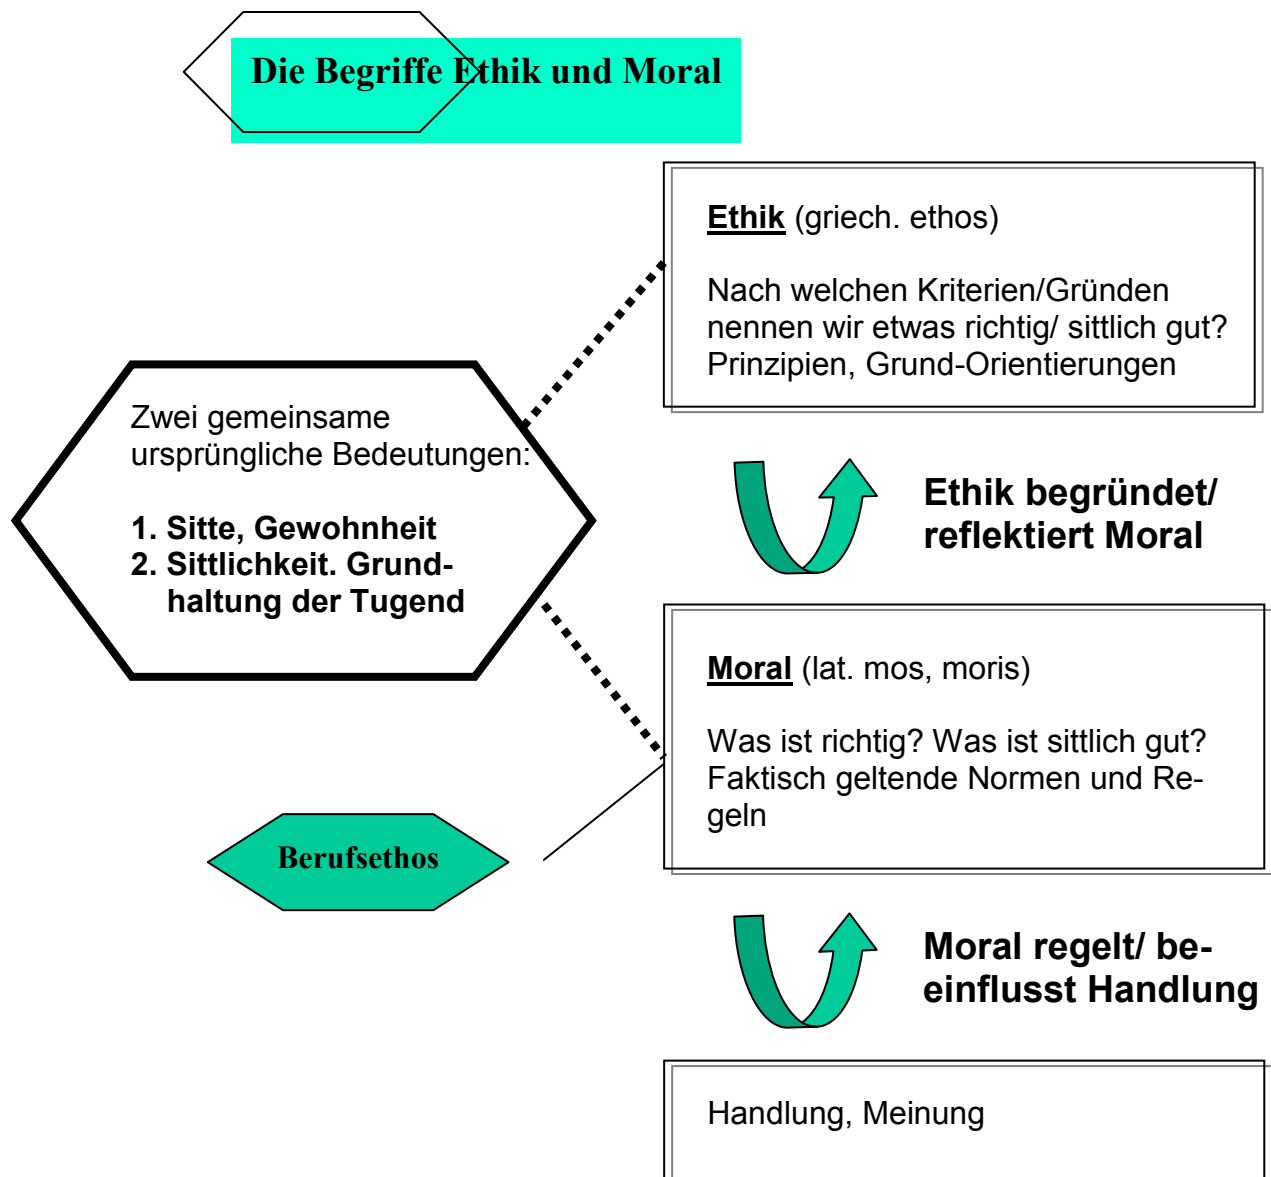 Die Begriffe Ethik und Moral
Ethik (griech. ethos)
Nach welchen Kriterien/Gründen
nennen wir etwas richtig/ sittlich gut?
Prinzipien, Grund-Orientierungen
Zwei gemeinsame
ursprüngliche Bedeutungen:
1. Sitte, Gewohnheit
2. Sittlichkeit. Grund-
haltung der Tugend
Ethik begründet/
reflektiert Moral
Moral (lat. mos, moris)
Was ist richtig? Was ist sittlich gut?
Faktisch geltende Normen und Re-
geln
Berufsethos
Moral regelt/ be-
einflusst Handlung
Handlung, Meinung